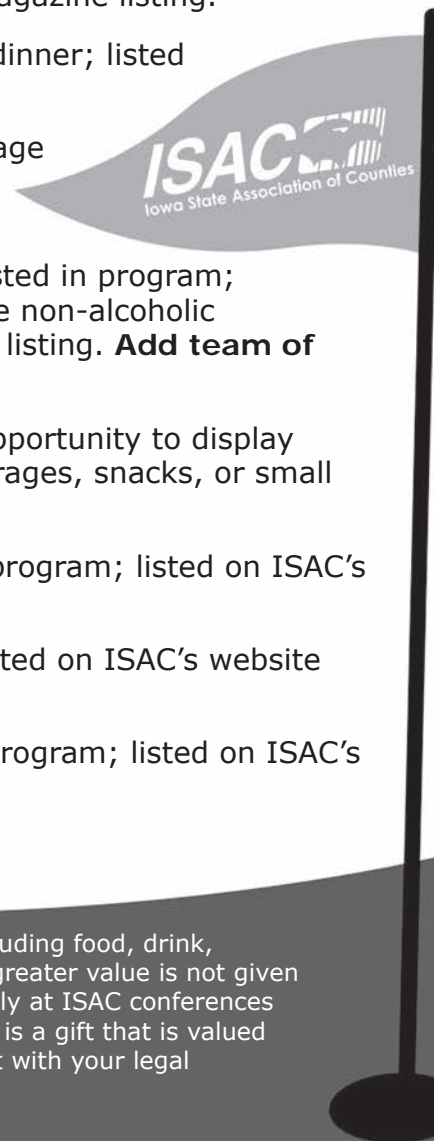 magazine listing.
dinner; listed
age
ISAC
Iowa State Association of Counties
sted in program;
e non-alcoholic
listing. Add team of
pportunity to display
rages, snacks, or small
program; listed on ISAC's
ted on ISAC's website
rogram; listed on ISAC's
uding food, drink,
greater value is not given
ly at ISAC conferences
is a gift that is valued
t with your legal